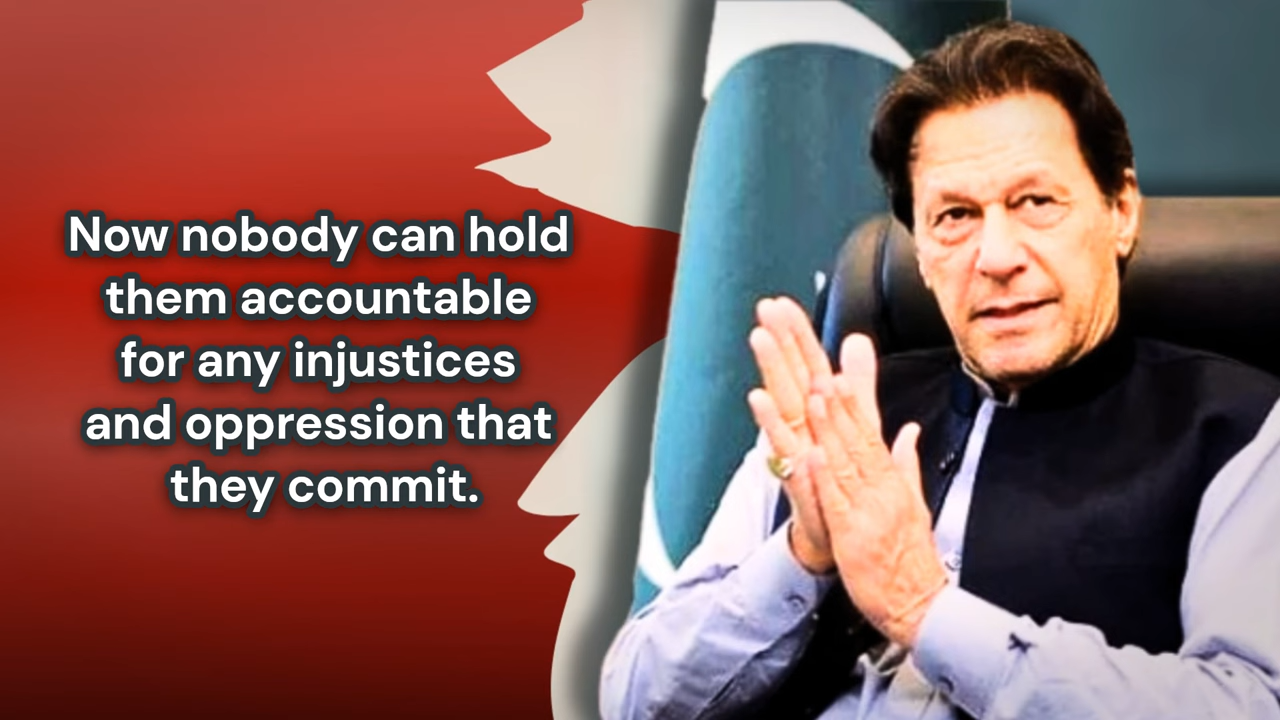 Now nobody can hold
them accountable
for any injustices
and oppression that
they commit.